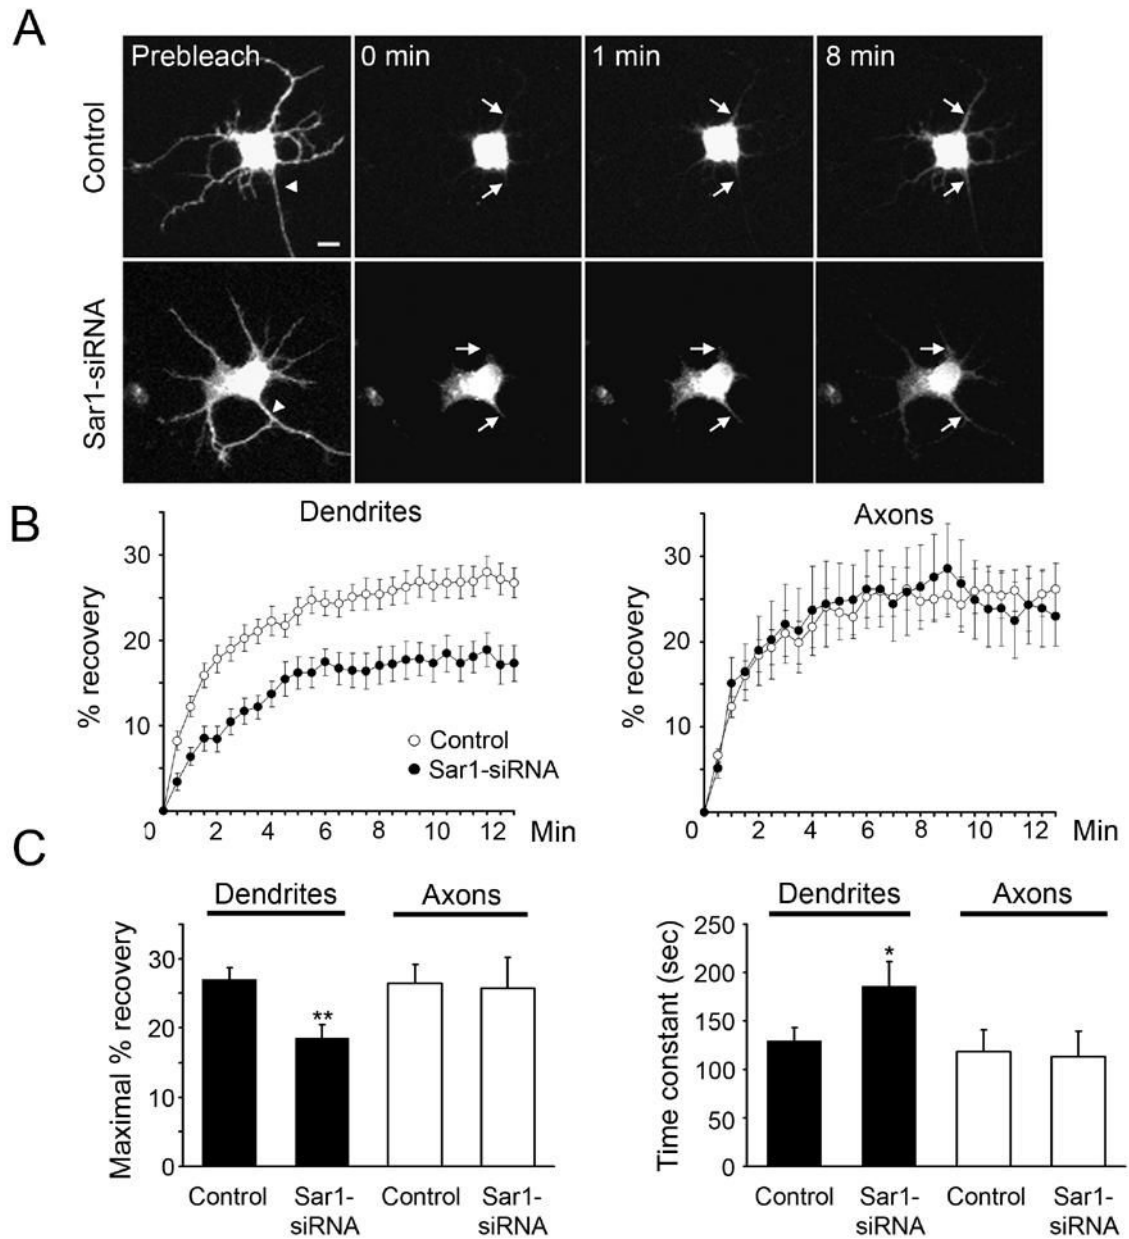 A
Prebleach 0 min 1 min 8 min
Control
Sar1-siRNA
B
Dendrites
% recovery
30
20
10
0 2 4 6 8 10 12 Min
Control
Sar1-siRNA
Axons
% recovery
30
20
10
0 2 4 6 8 10 12 Min
C
Dendrites Axons
Maximal % recovery
30
20
10
0
**
Control Sar1-siRNA Control Sar1-siRNA
Dendrites Axons
Time constant (sec)
250
200
150
100
50
0
*
Control Sar1-siRNA Control Sar1-siRNA